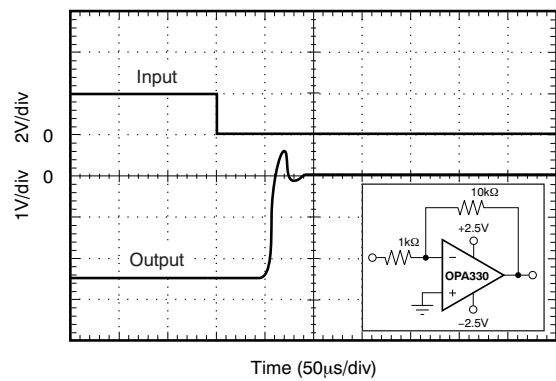 Input
2V/div
0
0
1V/div
Output
10kΩ
+2.5V
1kΩ
−
OPA330
+
−2.5V
Time (50μs/div)